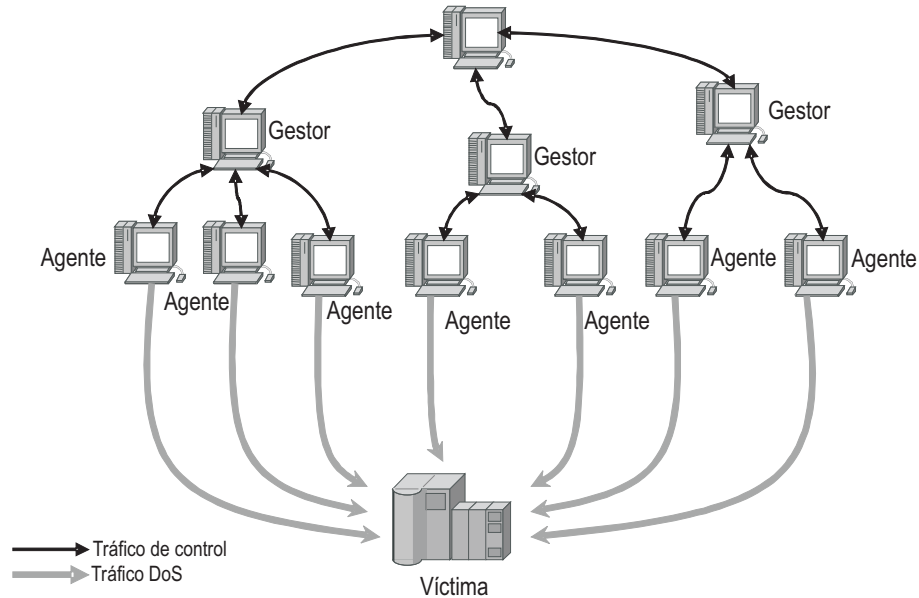 Gestor
Gestor
Gestor
Agente
Agente
Agente
Agente
Agente
Agente
Agente
Tráfico de control
Tráfico DoS
Víctima